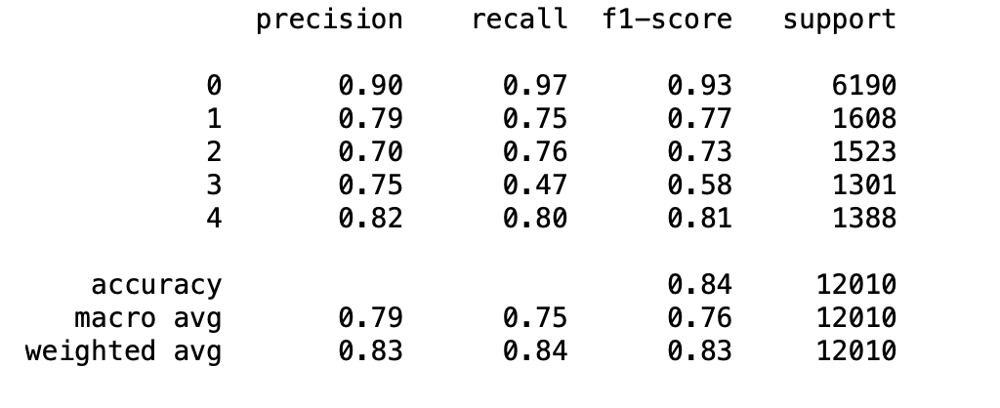 precision recall f1-score support
0 0.90 0.97 0.93 6190
1 0.79 0.75 0.77 1608
2 0.70 0.76 0.73 1523
3 0.75 0.47 0.58 1301
4 0.82 0.80 0.81 1388
accuracy 0.84 12010
macro avg 0.79 0.75 0.76 12010
weighted avg 0.83 0.84 0.83 12010